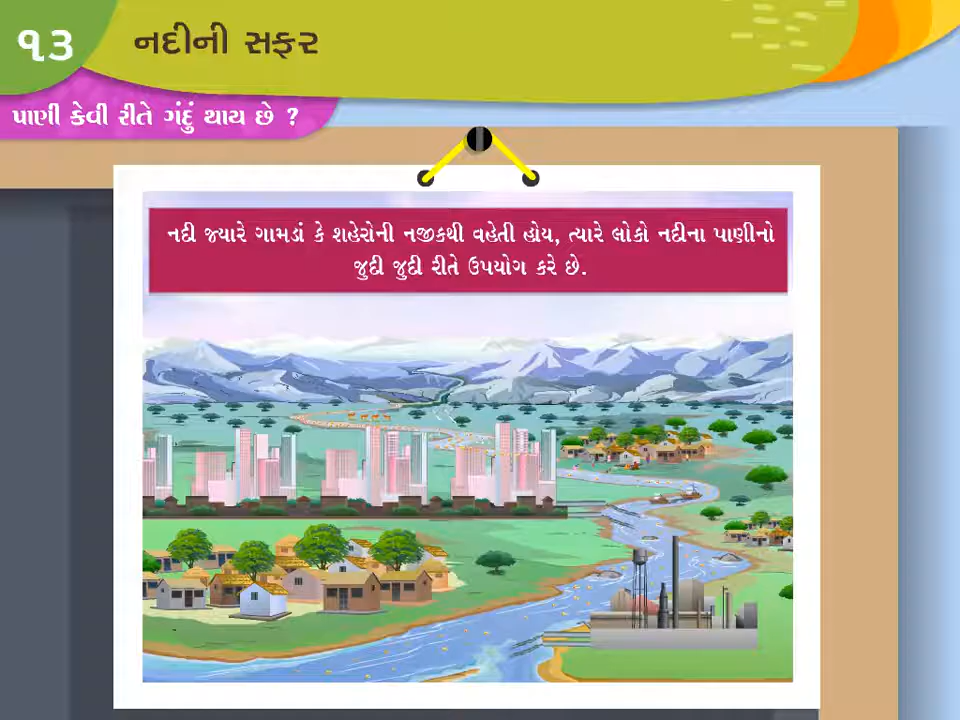 ૧૩
નદીની સફર
પાણી કેવી રીતે ગંદું થાય છે ?
નદી જ્યારે ગામડાં કે શહેરોની નજીકથી વહેતી હોય, ત્યારે લોકો નદીના પાણીનો
જુદી જુદી રીતે ઉપયોગ કરે છે.